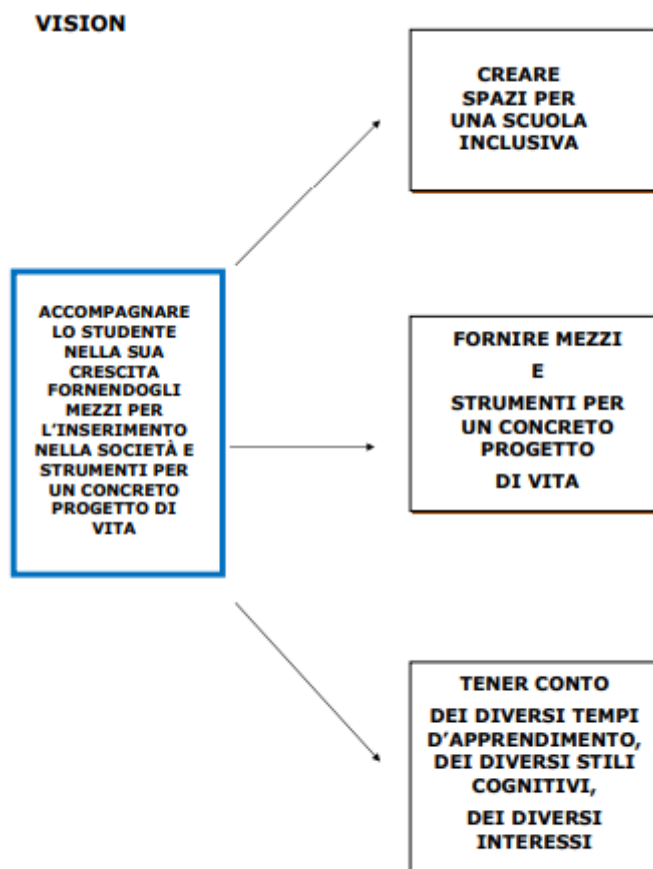 VISION
CREARE
SPAZI PER
UNA SCUOLA
INCLUSIVA
ACCOMPAGNARE
LO STUDENTE
NELLA SUA
CRESCITA
FORNENDOGLI
MEZZI PER
L’INSERIMENTO
NELLA SOCIETÀ E
STRUMENTI PER
UN CONCRETO
PROGETTO DI
VITA
FORNIRE MEZZI
E
STRUMENTI PER
UN CONCRETO
PROGETTO
DI VITA
TENER CONTO
DEI DIVERSI TEMPI
D’APPRENDIMENTO,
DEI DIVERSI STILI
COGNITIVI,
DEI DIVERSI
INTERESSI